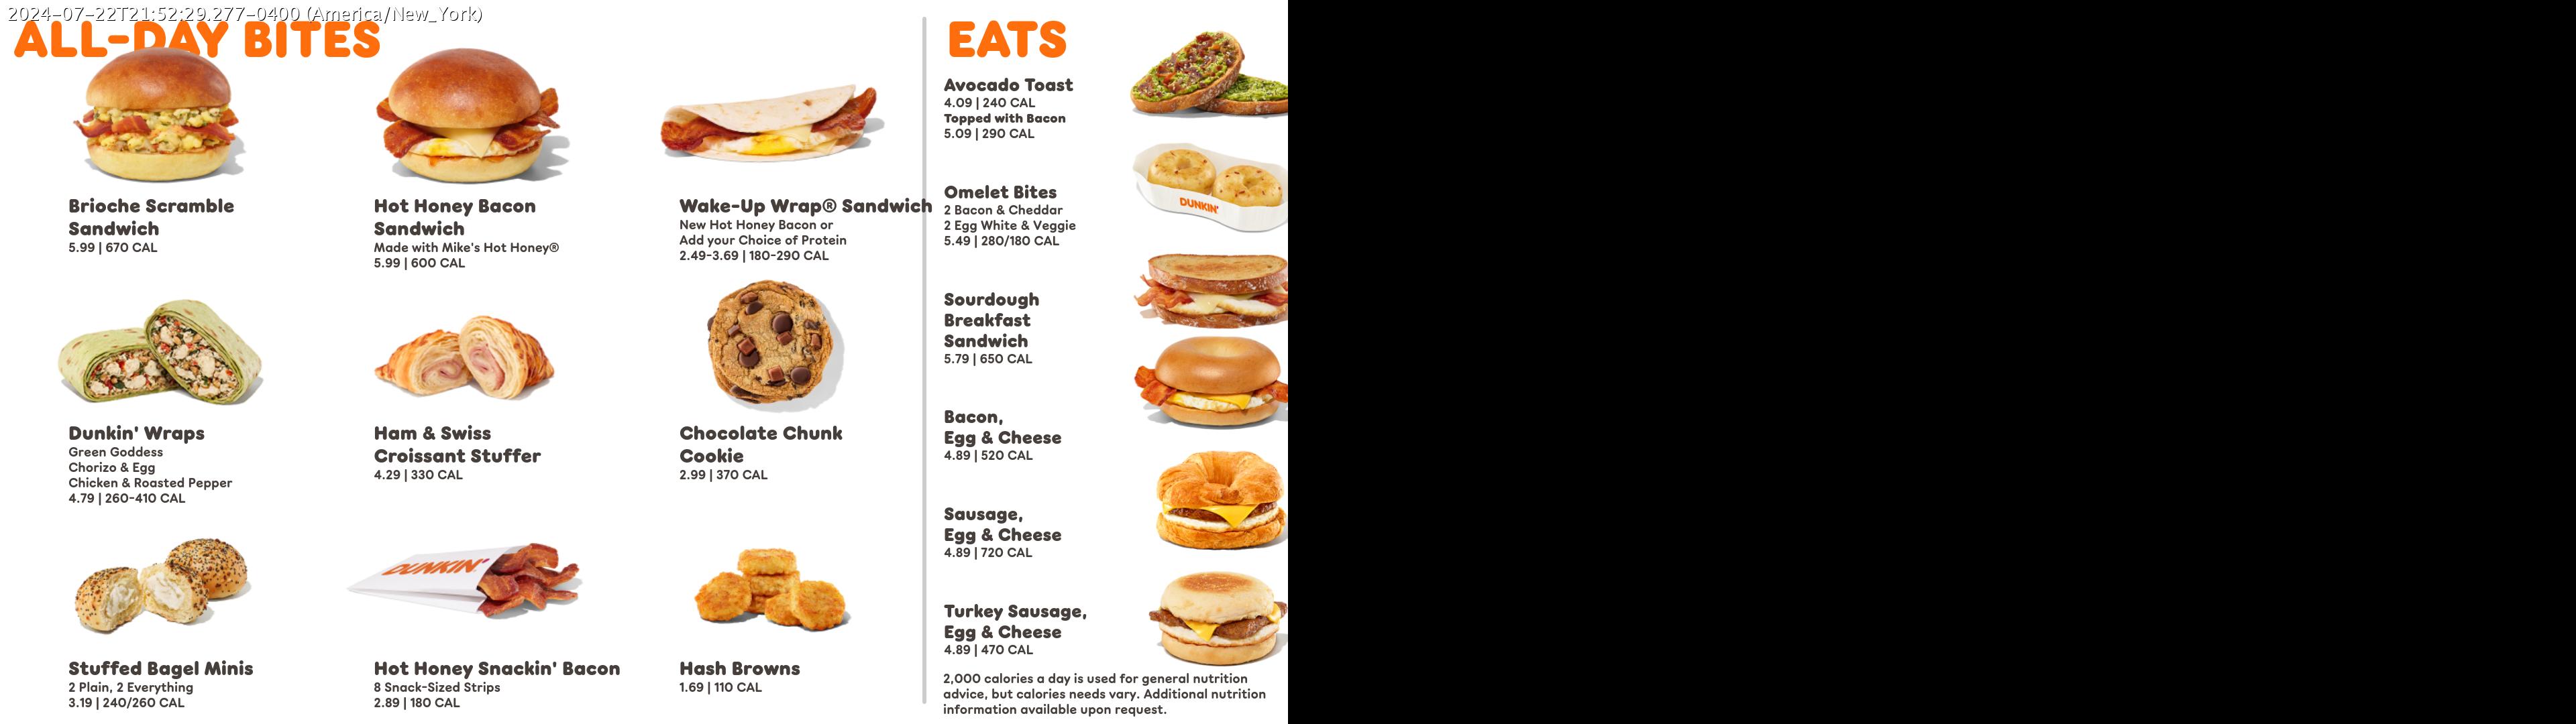 2024-07-22T21:52:29.277-0400 (America/New_York)
ALL-DAY BITES
Brioche Scramble
Sandwich
5.99 | 670 CAL
Hot Honey Bacon
Sandwich
Made with Mike's Hot Honey®
5.99 | 600 CAL
Wake-Up Wrap® Sandwich
New Hot Honey Bacon or
Add your Choice of Protein
2.49-3.69 | 180-290 CAL
Dunkin' Wraps
Green Goddess
Chorizo & Egg
Chicken & Roasted Pepper
4.79 | 260-410 CAL
Ham & Swiss
Croissant Stuffer
4.29 | 330 CAL
Chocolate Chunk
Cookie
2.99 | 370 CAL
DUNKIN'
Stuffed Bagel Minis
2 Plain, 2 Everything
3.19 | 240/260 CAL
Hot Honey Snackin' Bacon
8 Snack-Sized Strips
2.89 | 180 CAL
Hash Browns
1.69 | 110 CAL
EATS
Avocado Toast
4.09 | 240 CAL
Topped with Bacon
5.09 | 290 CAL
Omelet Bites
2 Bacon & Cheddar
2 Egg White & Veggie
5.49 | 280/180 CAL
DUNKIN'
Sourdough
Breakfast
Sandwich
5.79 | 650 CAL
Bacon,
Egg & Cheese
4.89 | 520 CAL
Sausage,
Egg & Cheese
4.89 | 720 CAL
Turkey Sausage,
Egg & Cheese
4.89 | 470 CAL
2,000 calories a day is used for general nutrition
advice, but calories needs vary. Additional nutrition
information available upon request.